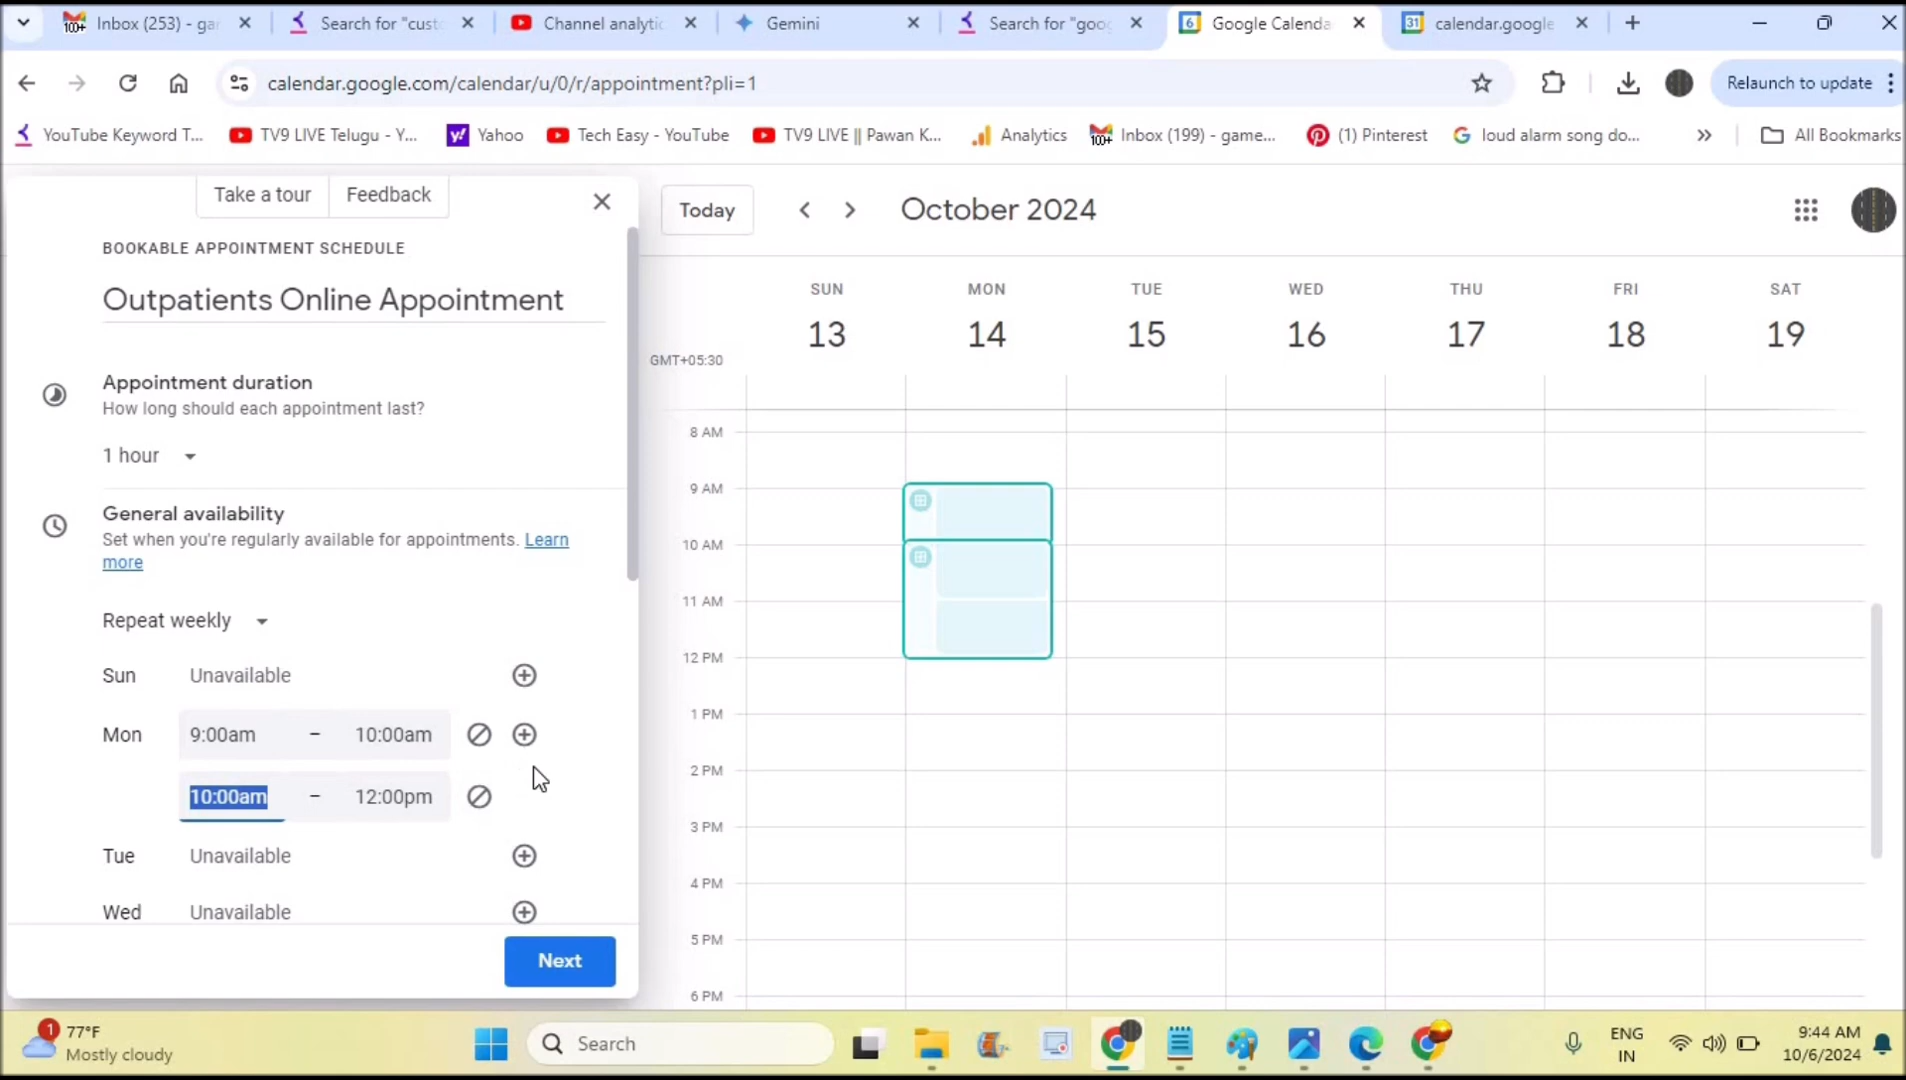 100+ Inbox (253) - gar
Search for "custo
Channel analytic
Gemini
Search for "goog
6 Google Calenda
31 calendar.google
calendar.google.com/calendar/u/0/r/appointment?pli=1
Relaunch to update
YouTube Keyword T...
TV9 LIVE Telugu - Y...
y! Yahoo
Tech Easy - YouTube
TV9 LIVE || Pawan K...
Analytics
100+ Inbox (199) - game...
(1) Pinterest
G loud alarm song do...
»
All Bookmarks
Take a tour
Feedback
BOOKABLE APPOINTMENT SCHEDULE
Outpatients Online Appointment
Appointment duration
How long should each appointment last?
1 hour
General availability
Set when you're regularly available for appointments. Learn
more
Repeat weekly
Sun Unavailable
Mon 9:00am – 10:00am
10:00am – 12:00pm
Tue Unavailable
Wed Unavailable
Next
Today
October 2024
SUN MON TUE WED THU FRI SAT
13 14 15 16 17 18 19
GMT+05:30
8 AM
9 AM
10 AM
11 AM
12 PM
1 PM
2 PM
3 PM
4 PM
5 PM
6 PM
1 77°F
Mostly cloudy
Search
ENG
IN
9:44 AM
10/6/2024